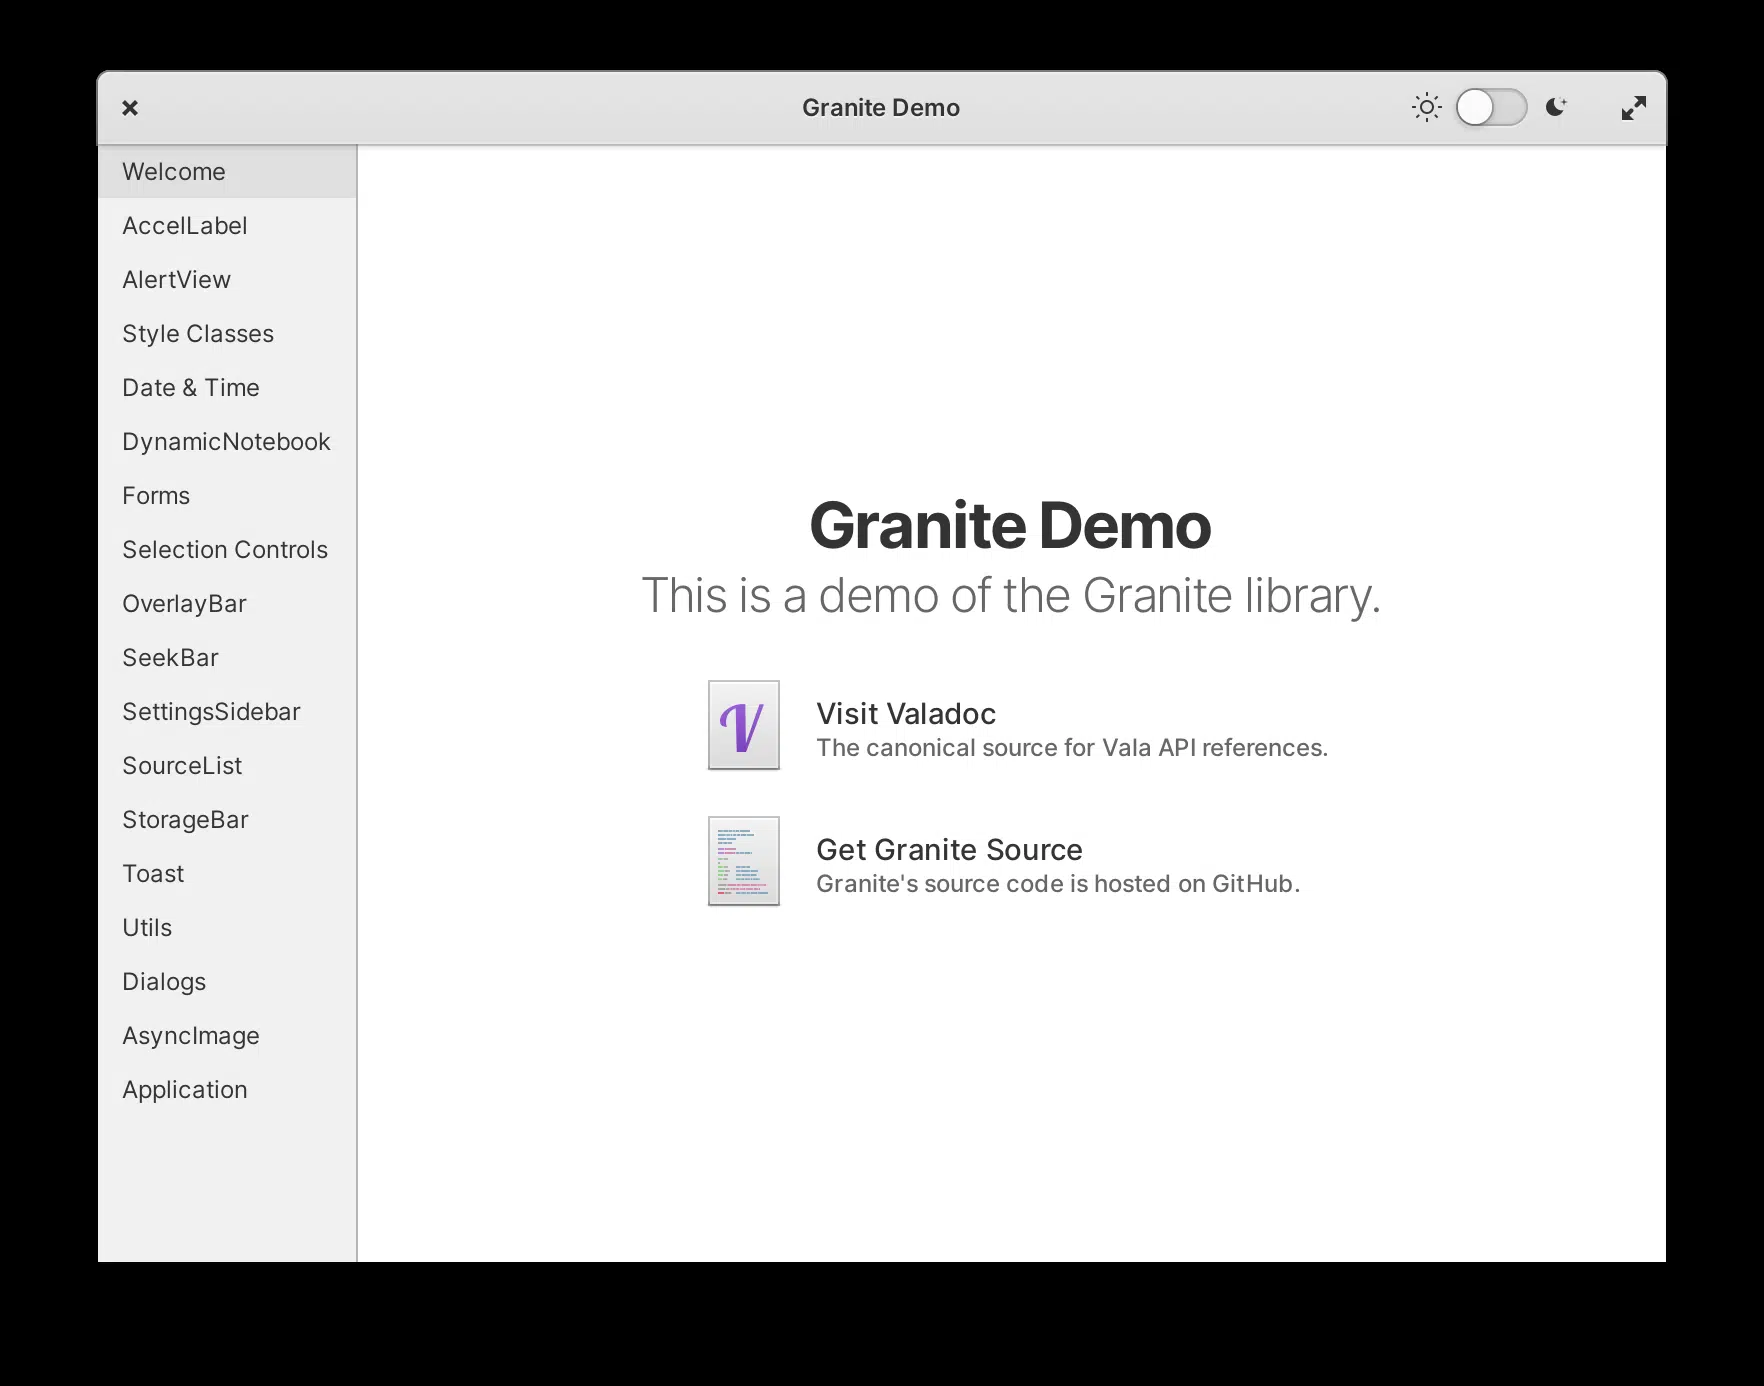 Granite Demo
Welcome
AccelLabel
AlertView
Style Classes
Date & Time
DynamicNotebook
Forms
Selection Controls
OverlayBar
SeekBar
SettingsSidebar
SourceList
StorageBar
Toast
Utils
Dialogs
AsyncImage
Application
Granite Demo
This is a demo of the Granite library.
V
Visit Valadoc
The canonical source for Vala API references.
Get Granite Source
Granite's source code is hosted on GitHub.